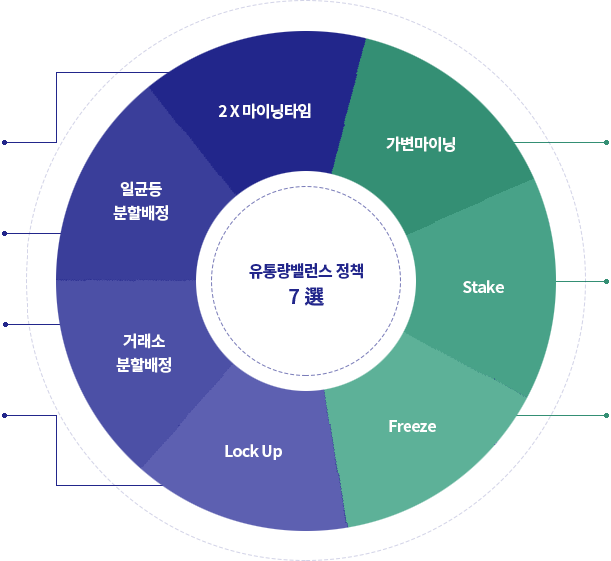 2 X 마이닝타임
가변마이닝
일균등
분할배정
유통량밸런스 정책
7 選
Stake
거래소
분할배정
Freeze
Lock Up